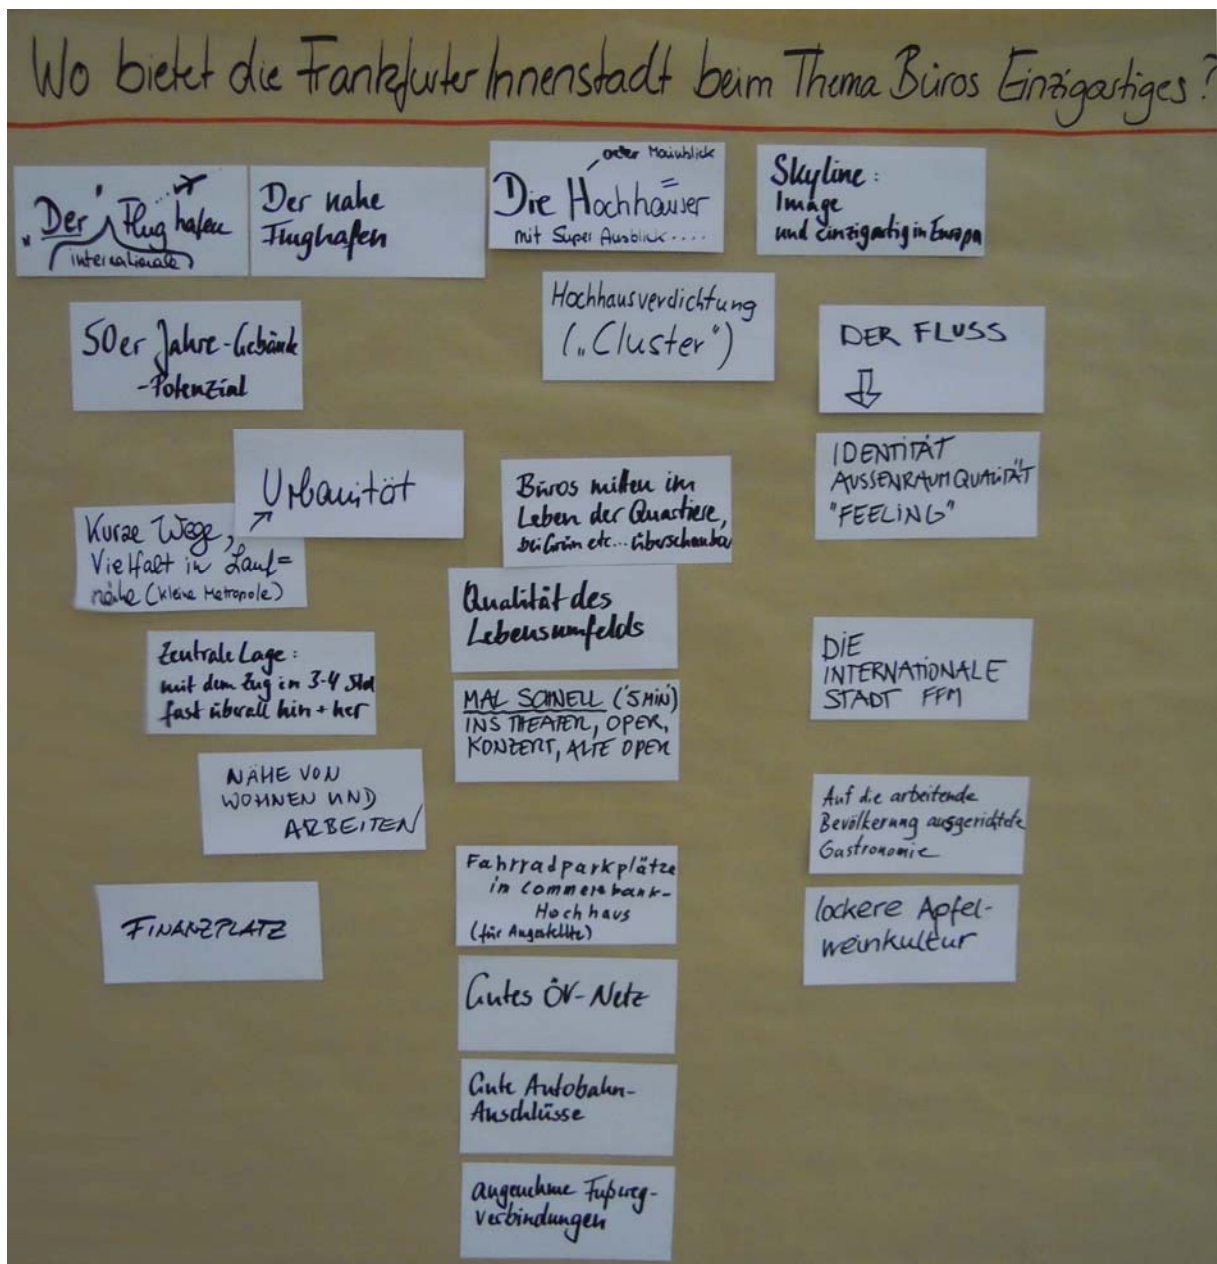 Wo bietet die Frankfurter Innenstadt beim Thema Büros Einzigartiges?
"Der" Flughafen
internationale
Der nahe
Flughafen
oder Mainblick
Die Hochhäuser
mit Super Ausblick....
Skyline:
Image
und einzigartig in Europa
Hochhausverdichtung
("Cluster")
50er Jahre-Gebäude
-Potenzial
DER FLUSS
IDENTITÄT
AUSSENRAUMQUALITÄT
"FEELING"
Urbanität
Kurze Wege,
Vielfalt in Lauf=
nähe (kleine Metropole)
Büros mitten im
Leben der Quartiere,
bei Grün etc... überschaubar
Qualität des
Lebensumfelds
Zentrale Lage:
mit dem Zug in 3-4 Std
fast überall hin + her
MAL SCHNELL (5 MIN)
INS THEATER, OPER,
KONZERT, ALTE OPER
DIE
INTERNATIONALE
STADT FFM
NÄHE VON
WOHNEN UND
ARBEITEN
Auf die arbeitende
Bevölkerung ausgerichtete
Gastronomie
Fahrradparkplätze
in Commerzbank-
Hochhaus
(für Angestellte)
FINANZPLATZ
lockere Apfel-
weinkultur
Gutes ÖV-Netz
Gute Autobahn-
Anschlüsse
angenehme Fußweg-
verbindungen